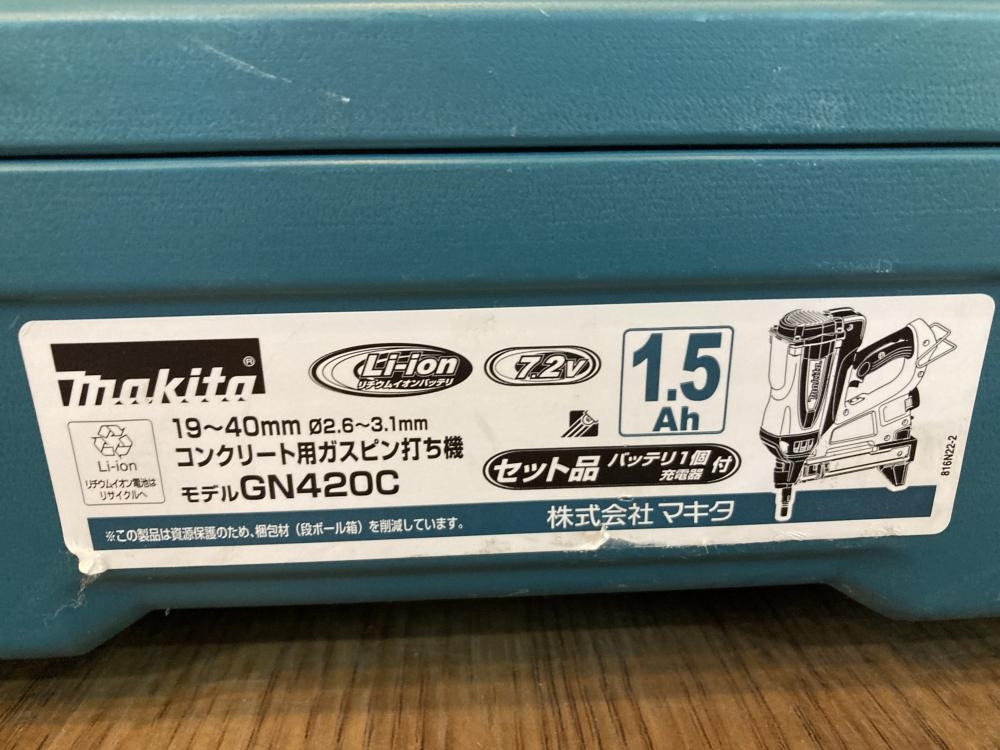 makita®
Li-ion
リチウムイオンバッテリ
7.2V
1.5
Ah
19～40mm Ø2.6～3.1mm
コンクリート用ガスピン打ち機
モデルGN420C
Li-ion
リチウムイオン電池は
リサイクルへ
セット品 バッテリ1個
充電器 付
※この製品は資源保護のため、梱包材（段ボール箱）を削減しています。
株式会社マキタ
816N22-2